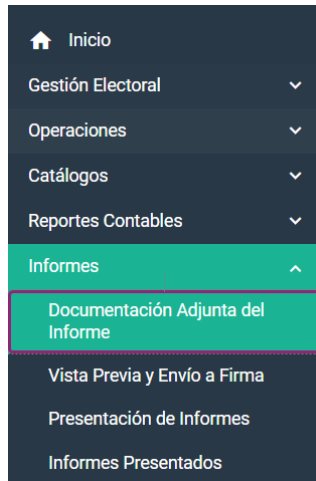 Inicio
Gestión Electoral
Operaciones
Catálogos
Reportes Contables
Informes
Documentación Adjunta del
Informe
Vista Previa y Envío a Firma
Presentación de Informes
Informes Presentados